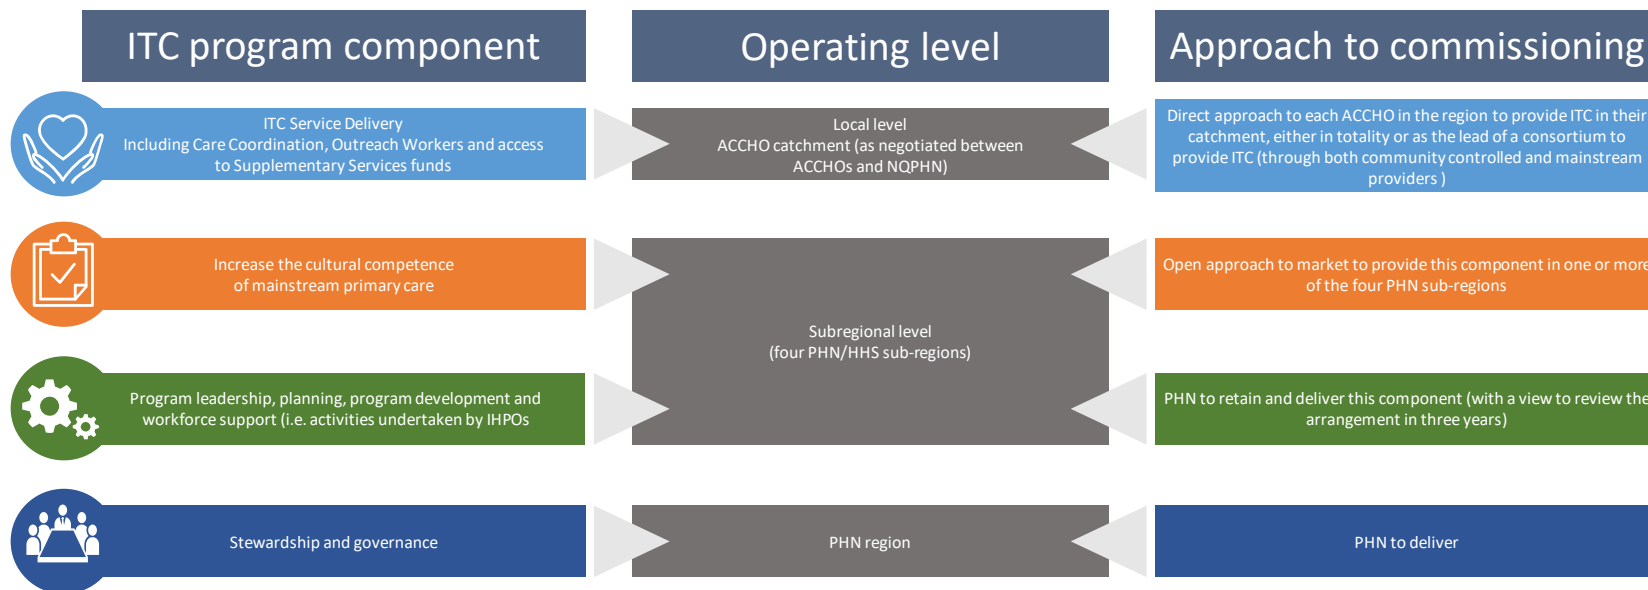 ITC program component
Operating level
Approach to commissioning
ITC Service Delivery
Including Care Coordination, Outreach Workers and access
to Supplementary Services funds
Local level
ACCHO catchment (as negotiated between
ACCHOs and NQPHN)
Direct approach to each ACCHO in the region to provide ITC in their
catchment, either in totality or as the lead of a consortium to
provide ITC (through both community controlled and mainstream
providers )
Increase the cultural competence
of mainstream primary care
Subregional level
(four PHN/HHS sub-regions)
Open approach to market to provide this component in one or more
of the four PHN sub-regions
Program leadership, planning, program development and
workforce support (i.e. activities undertaken by IHPOs
PHN to retain and deliver this component (with a view to review the
arrangement in three years)
Stewardship and governance
PHN region
PHN to deliver